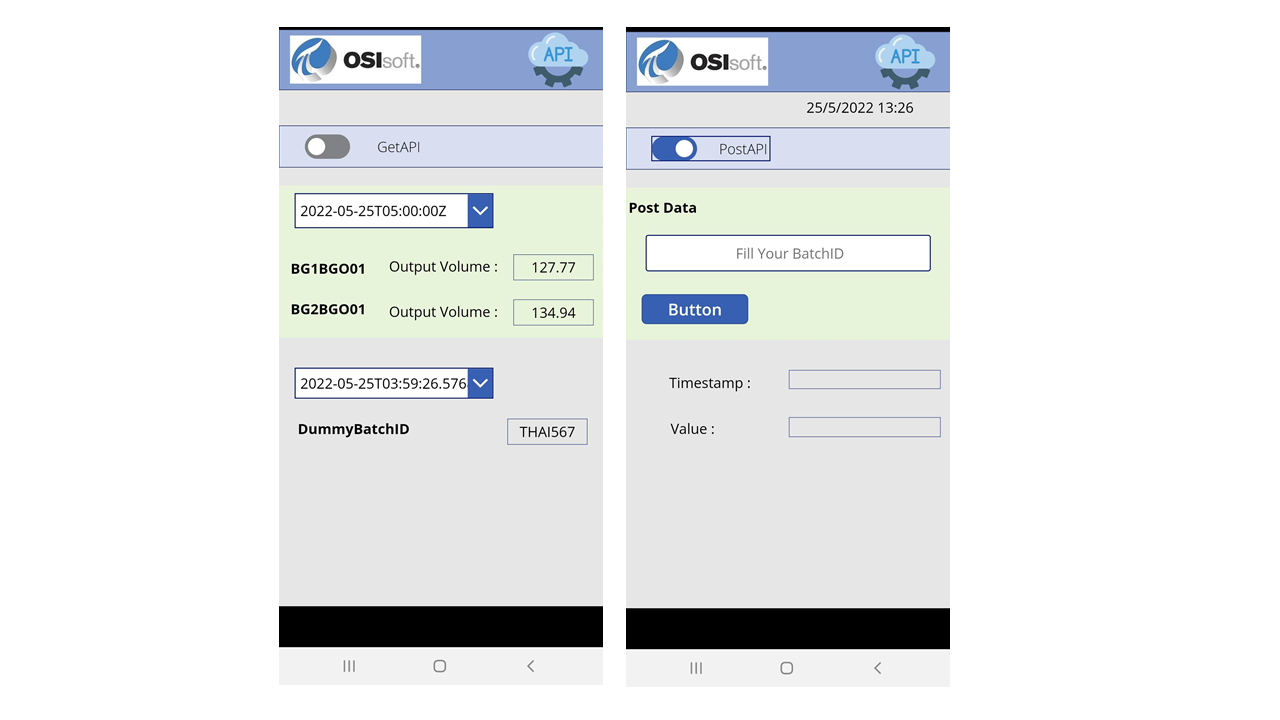 OSIsoft.
API
GetAPI
2022-05-25T05:00:00Z
BG1BGO01 Output Volume : 127.77
BG2BGO01 Output Volume : 134.94
2022-05-25T03:59:26.576
DummyBatchID THAI567
OSIsoft.
API
25/5/2022 13:26
PostAPI
Post Data
Fill Your BatchID
Button
Timestamp :
Value :